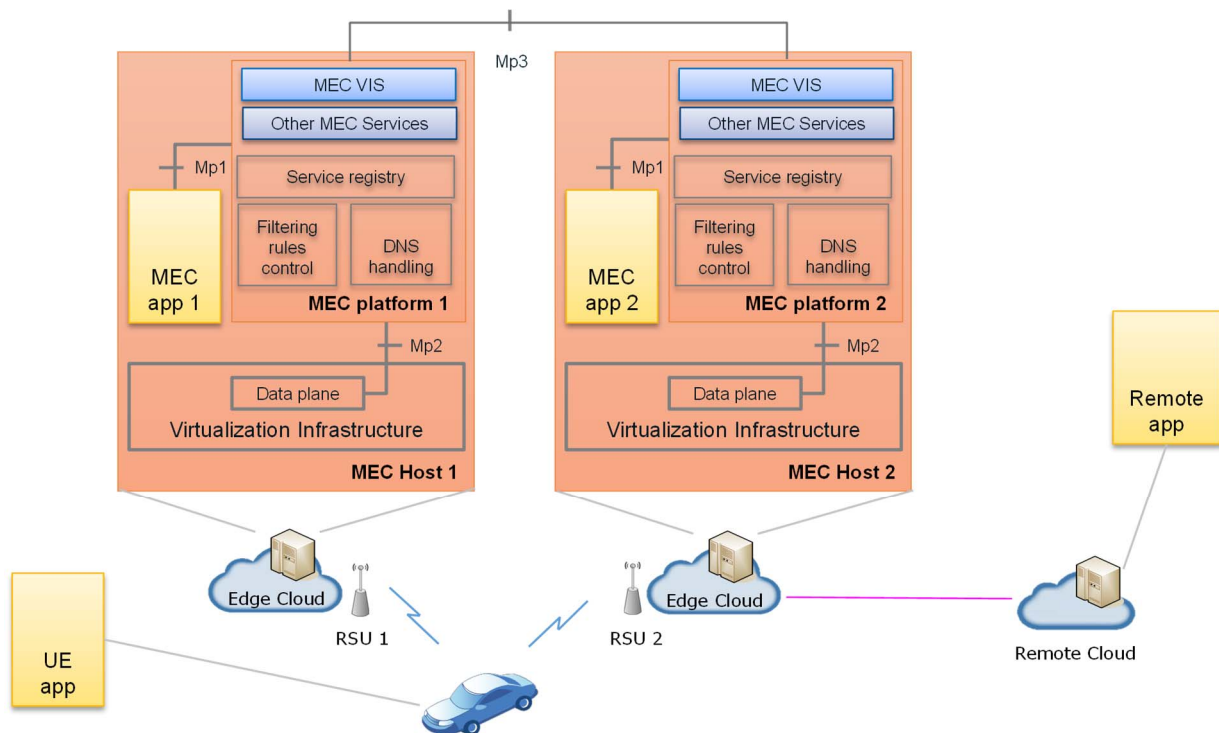 Mp3
MEC VIS
Other MEC Services
Mp1
Service registry
Filtering
rules
control
DNS
handling
MEC
app 1
MEC platform 1
Mp2
Data plane
Virtualization Infrastructure
MEC Host 1
MEC VIS
Other MEC Services
Mp1
Service registry
Filtering
rules
control
DNS
handling
MEC
app 2
MEC platform 2
Mp2
Data plane
Virtualization Infrastructure
MEC Host 2
Remote
app
Edge Cloud
RSU 1
RSU 2
Edge Cloud
Remote Cloud
UE
app